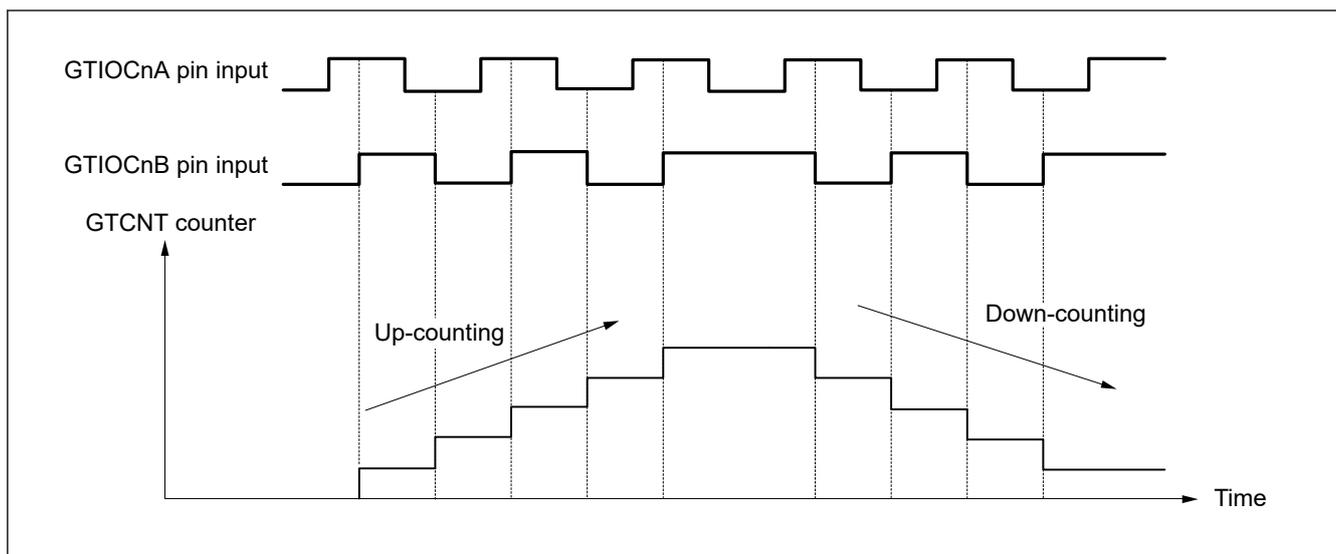 GTIOCnA pin input
GTIOCnB pin input
GTCNT counter
Up-counting
Down-counting
Time